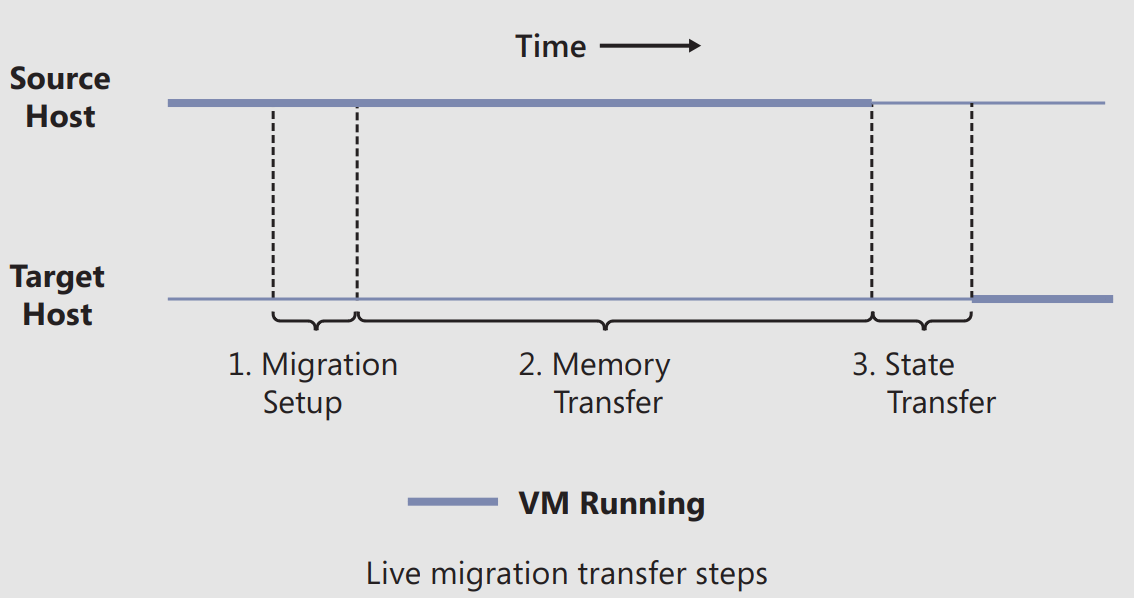 Time
Source
Host
Target
Host
1. Migration
Setup
2. Memory
Transfer
3. State
Transfer
VM Running
Live migration transfer steps